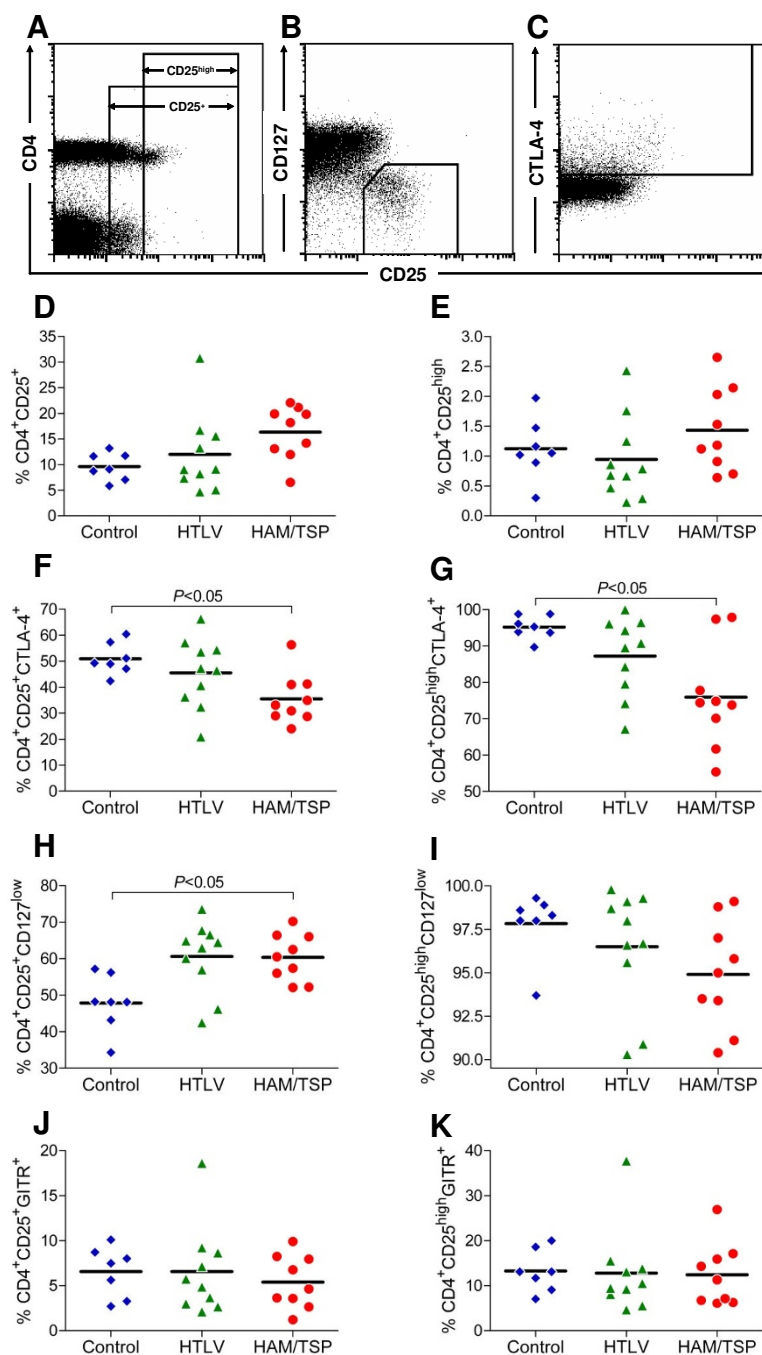 A B C
CD4
CD25high
CD25+
CD127
CTLA-4
CD25
D
% CD4+CD25+
35
30
25
20
15
10
5
0
Control HTLV HAM/TSP
E
% CD4+CD25high
3.0
2.5
2.0
1.5
1.0
0.5
0.0
Control HTLV HAM/TSP
F
% CD4+CD25+CTLA-4+
P<0.05
70
60
50
40
30
20
10
0
Control HTLV HAM/TSP
G
% CD4+CD25highCTLA-4+
P<0.05
100
90
80
70
60
50
Control HTLV HAM/TSP
H
% CD4+CD25+CD127low
P<0.05
80
70
60
50
40
30
Control HTLV HAM/TSP
I
% CD4+CD25highCD127low
100.0
97.5
95.0
92.5
90.0
Control HTLV HAM/TSP
J
% CD4+CD25+GITR+
20
15
10
5
0
Control HTLV HAM/TSP
K
% CD4+CD25highGITR+
40
30
20
10
0
Control HTLV HAM/TSP